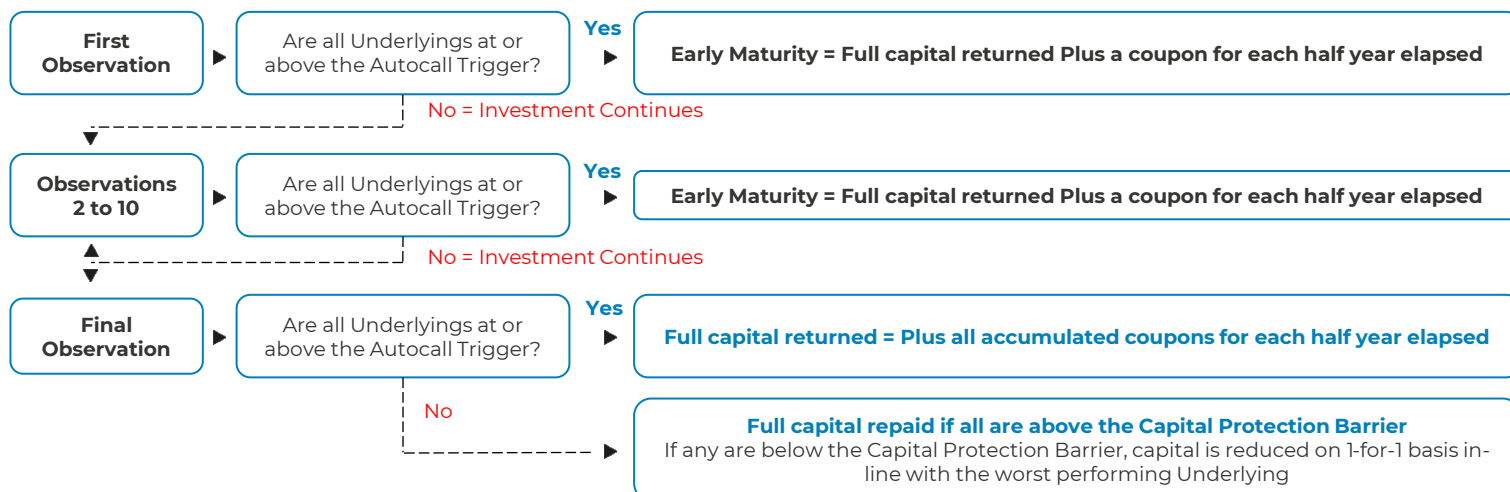 First
Observation
Are all Underlyings at or
above the Autocall Trigger?
Yes
Early Maturity = Full capital returned Plus a coupon for each half year elapsed
No = Investment Continues
Observations
2 to 10
Are all Underlyings at or
above the Autocall Trigger?
Yes
Early Maturity = Full capital returned Plus a coupon for each half year elapsed
No = Investment Continues
Final
Observation
Are all Underlyings at or
above the Autocall Trigger?
Yes
Full capital returned = Plus all accumulated coupons for each half year elapsed
No
Full capital repaid if all are above the Capital Protection Barrier
If any are below the Capital Protection Barrier, capital is reduced on 1-for-1 basis in-
line with the worst performing Underlying